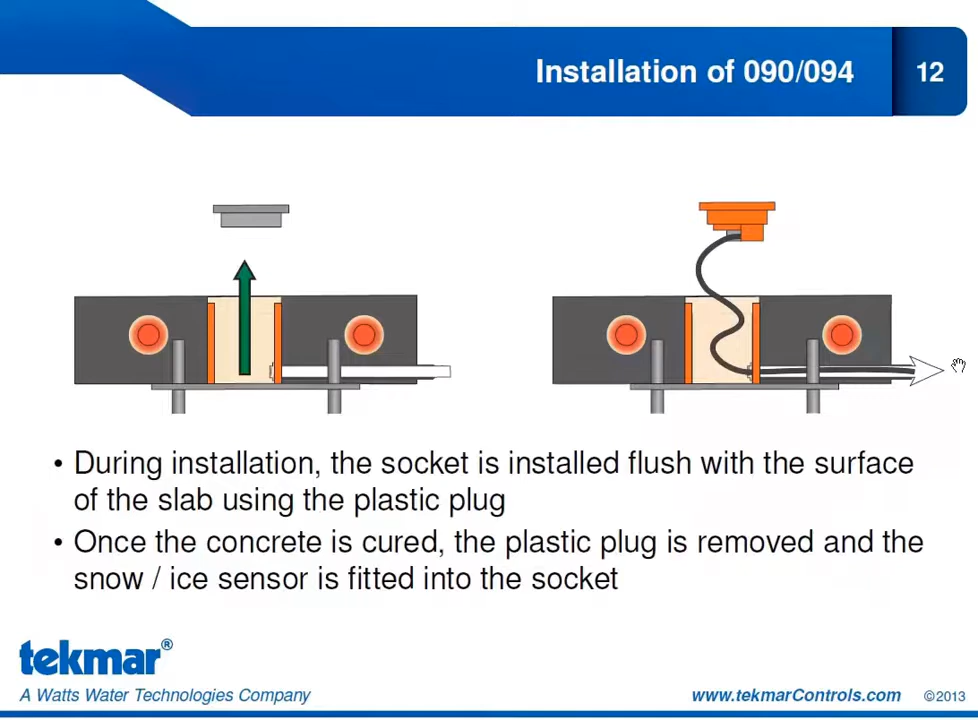 Installation of 090/094
12
• During installation, the socket is installed flush with the surface
of the slab using the plastic plug
• Once the concrete is cured, the plastic plug is removed and the
snow / ice sensor is fitted into the socket
tekmar®
A Watts Water Technologies Company
www.tekmarControls.com ©2013